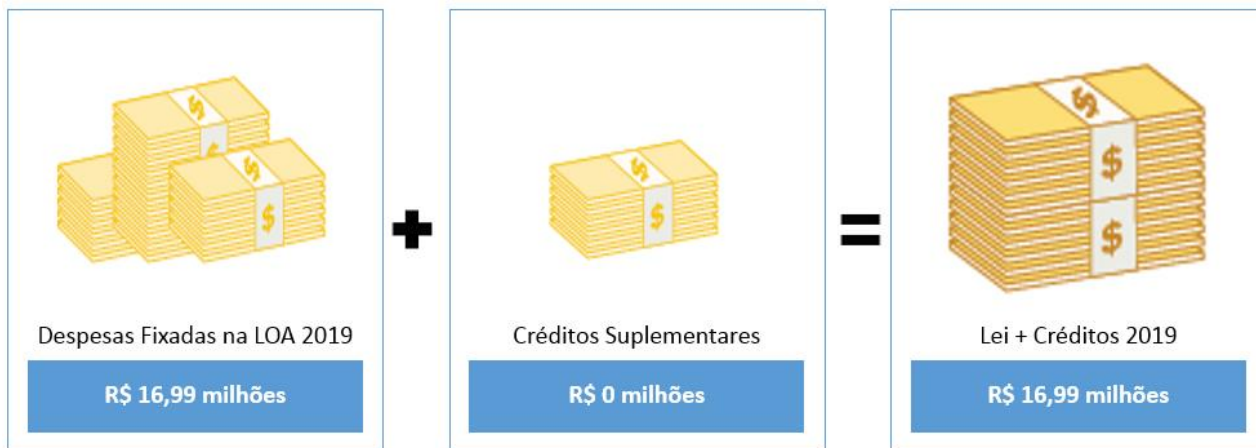 Despesas Fixadas na LOA 2019
R$ 16,99 milhões
+
Créditos Suplementares
R$ 0 milhões
=
Lei + Créditos 2019
R$ 16,99 milhões